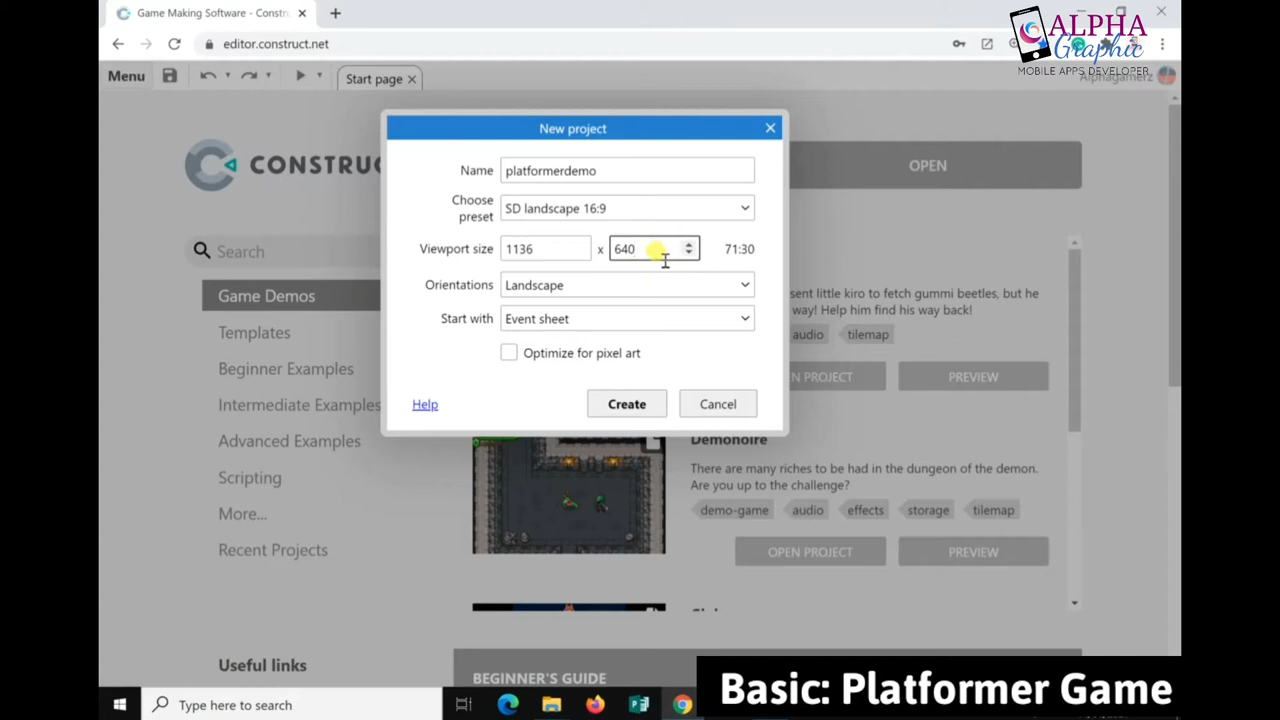 Game Making Software - Constr
editor.construct.net
ALPHA
Graphic
MOBILE APPS DEVELOPER
Menu
Start page
Alphagamerz
New project
CONSTRUC
OPEN
Name
platformerdemo
Choose preset
SD landscape 16:9
Viewport size
1136 x 640 71:30
Search
Orientations
Landscape
Game Demos
sent little kiro to fetch gummi beetles, but he
way! Help him find his way back!
Start with
Event sheet
audio
tilemap
Templates
Optimize for pixel art
Beginner Examples
N PROJECT
PREVIEW
Help
Create
Cancel
Intermediate Examples
Advanced Examples
Demonoire
There are many riches to be had in the dungeon of the demon.
Are you up to the challenge?
Scripting
demo-game
audio
effects
storage
tilemap
More...
Recent Projects
OPEN PROJECT
PREVIEW
Useful links
BEGINNER'S GUIDE
Type here to search
Basic: Platformer Game